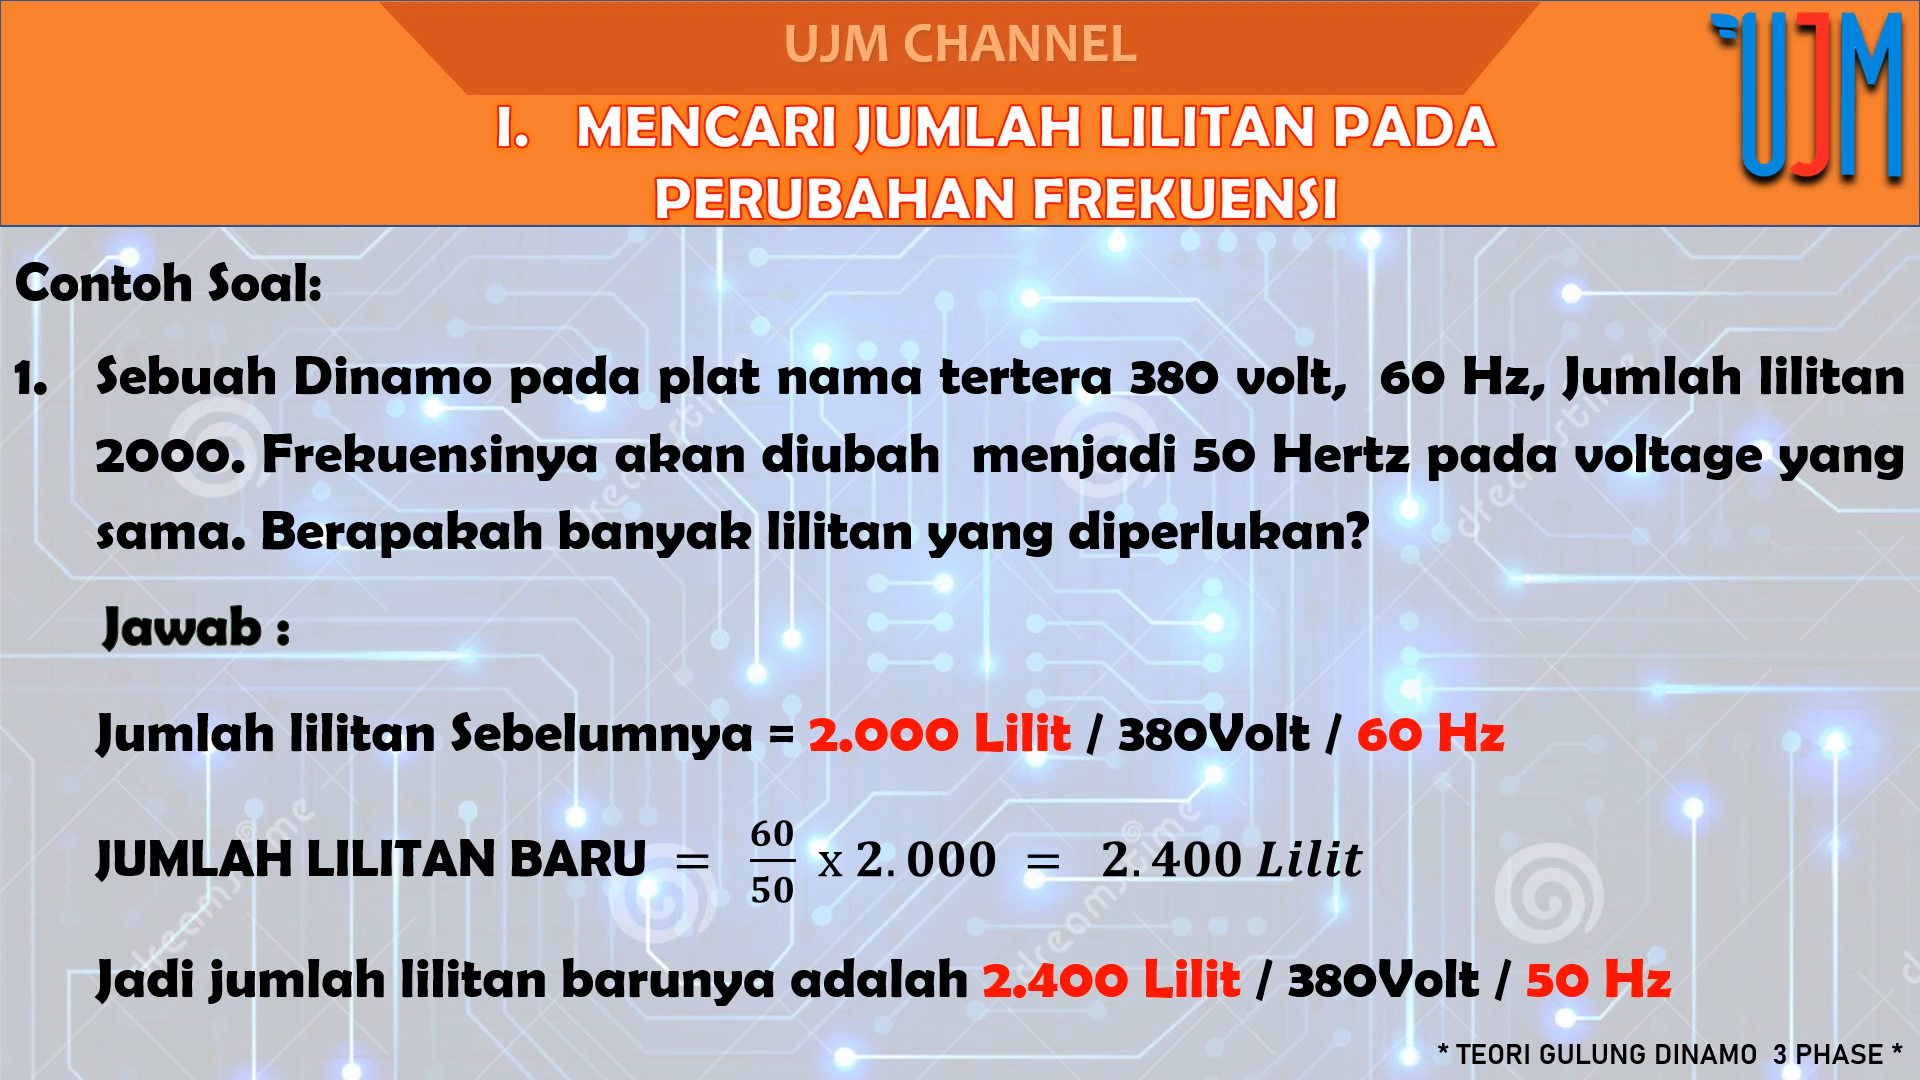 UJM CHANNEL
UJM
I. MENCARI JUMLAH LILITAN PADA
PERUBAHAN FREKUENSI
Contoh Soal:
1. Sebuah Dinamo pada plat nama tertera 380 volt, 60 Hz, Jumlah lilitan
2000. Frekuensinya akan diubah menjadi 50 Hertz pada voltage yang
sama. Berapakah banyak lilitan yang diperlukan?
Jawab :
Jumlah lilitan Sebelumnya = 2.000 Lilit / 380Volt / 60 Hz
JUMLAH LILITAN BARU = 60/50 x 2.000 = 2.400 Lilit
Jadi jumlah lilitan barunya adalah 2.400 Lilit / 380Volt / 50 Hz
* TEORI GULUNG DINAMO 3 PHASE *